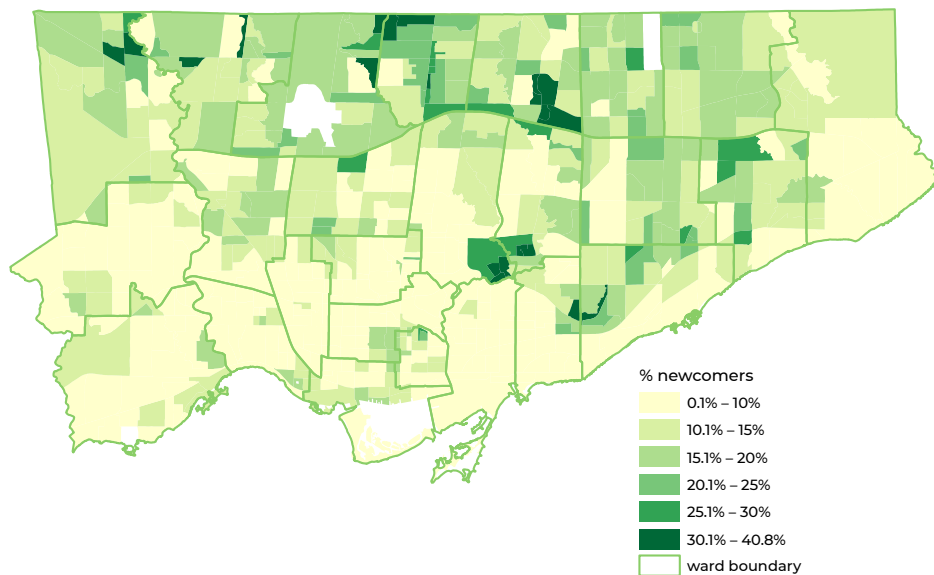 % newcomers
0.1% – 10%
10.1% – 15%
15.1% – 20%
20.1% – 25%
25.1% – 30%
30.1% – 40.8%
ward boundary